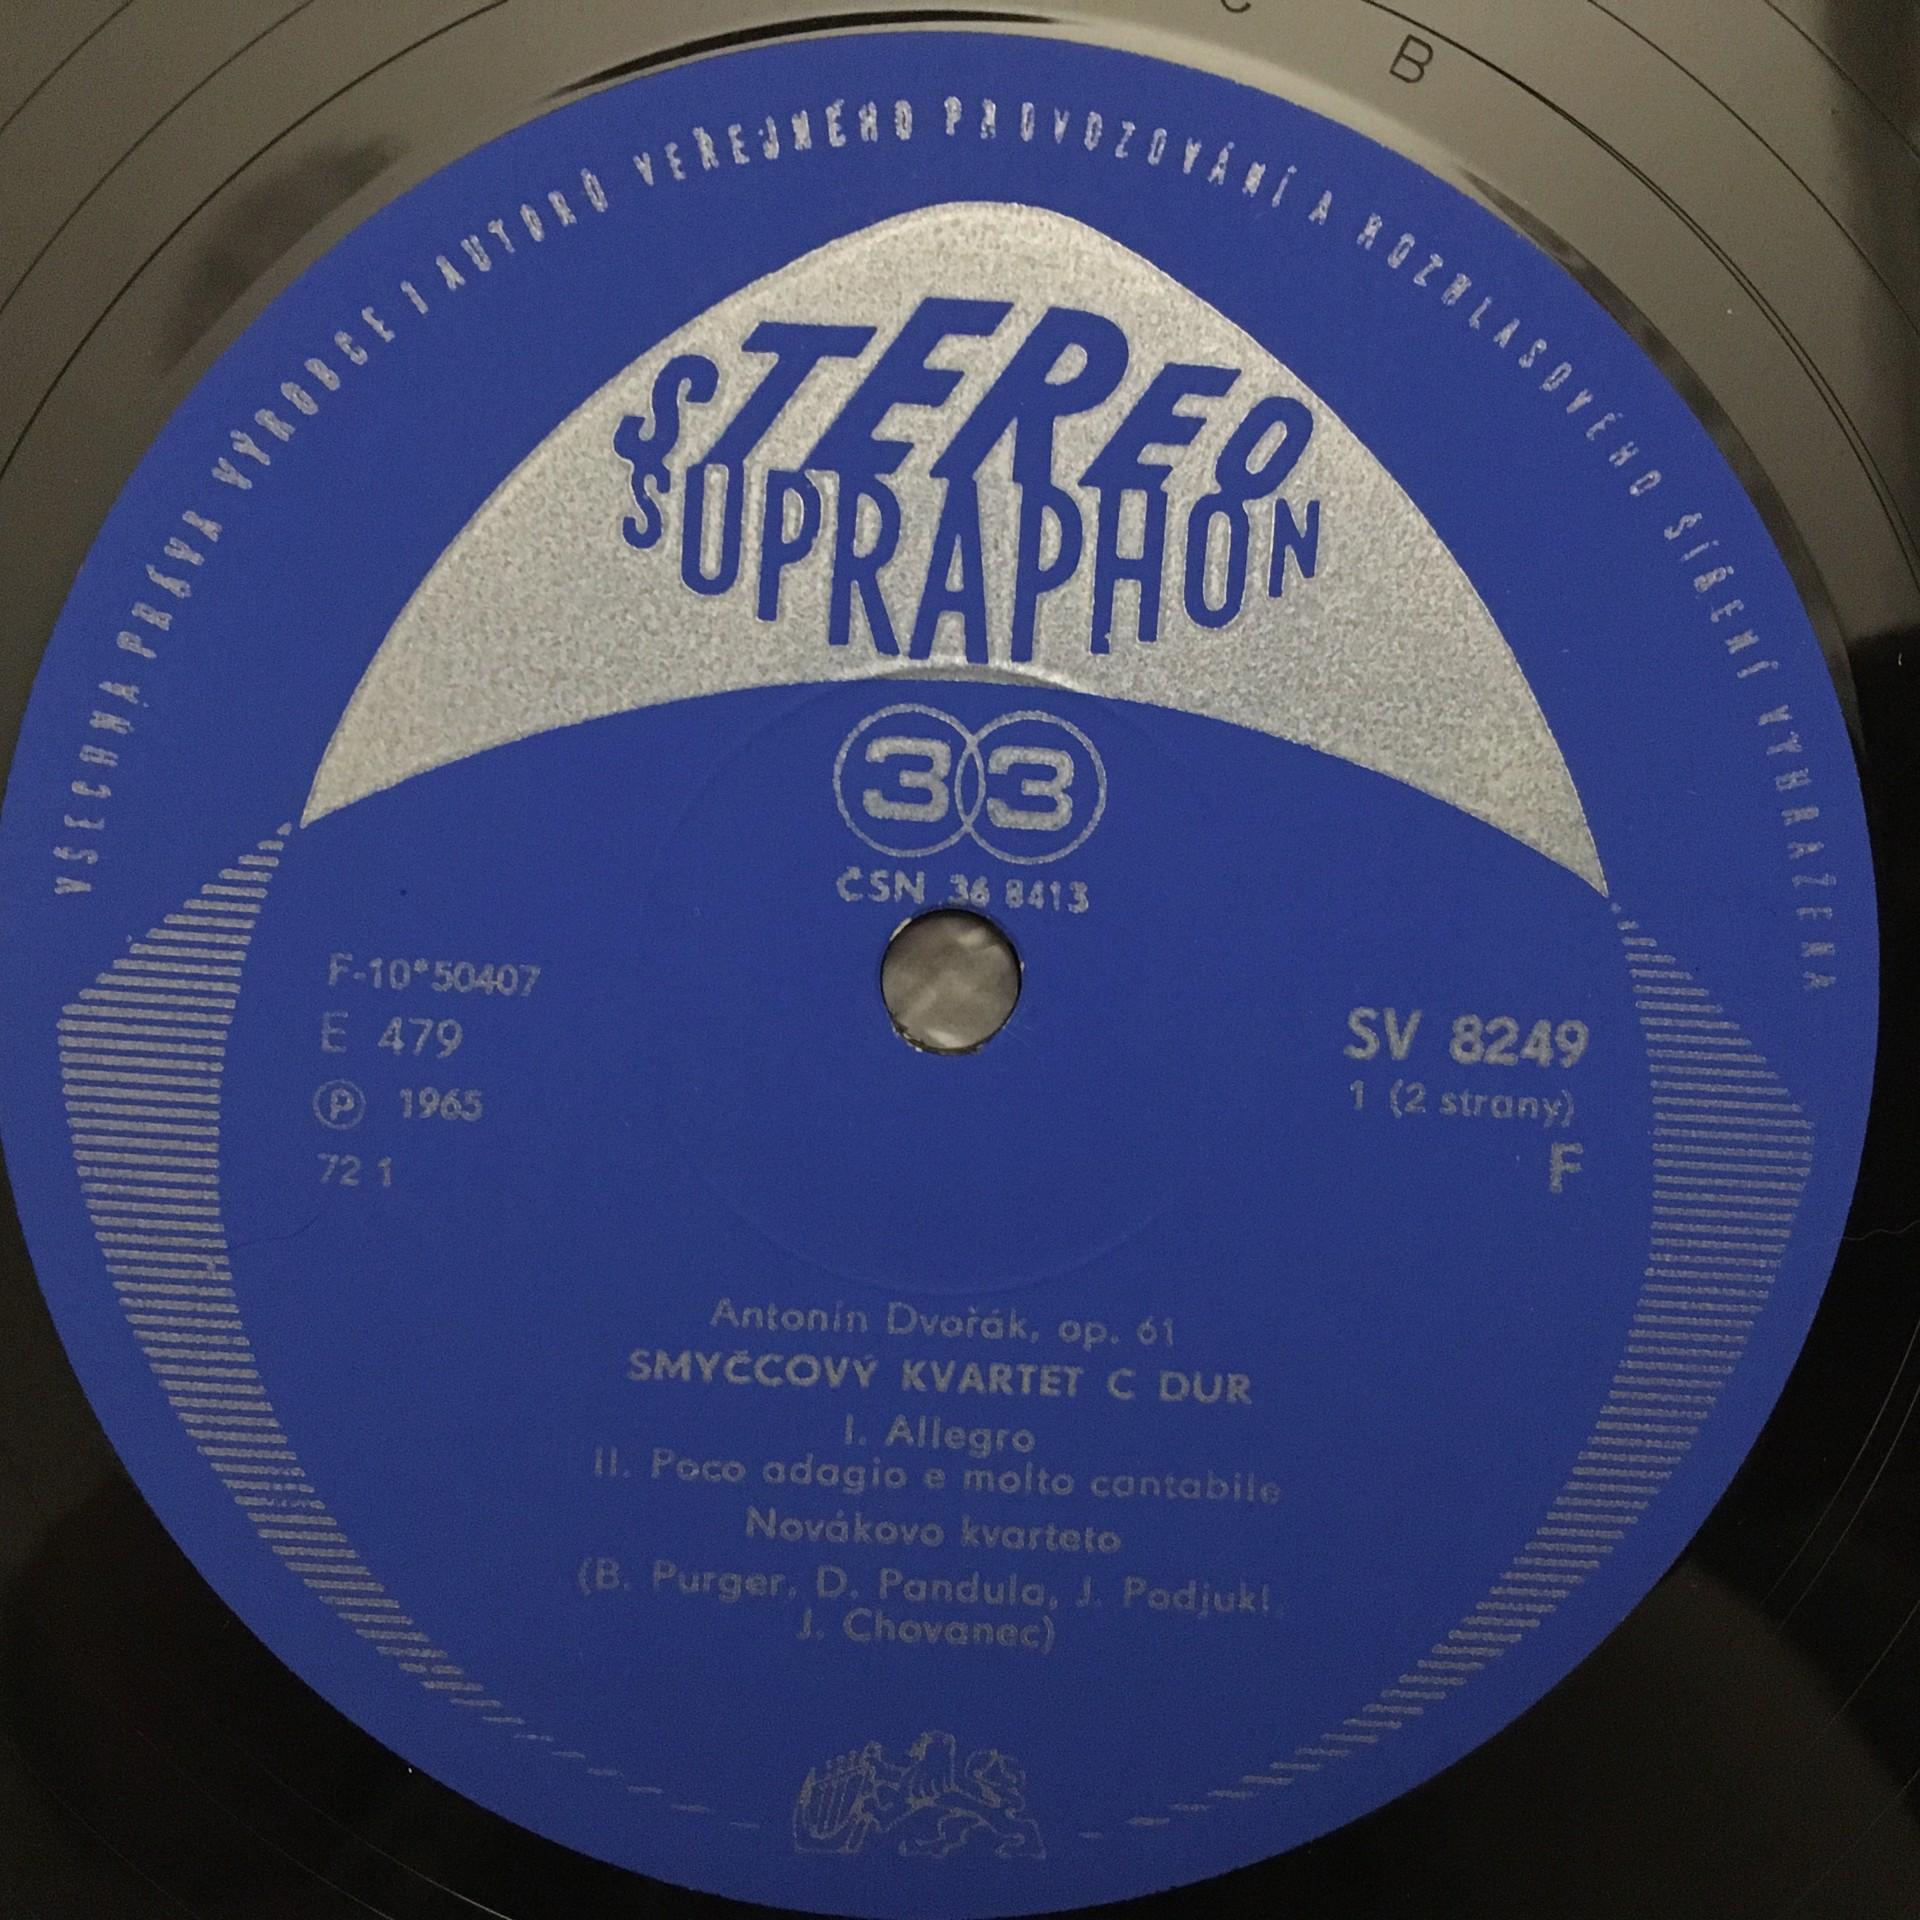 C
B
VŠECHNA PRÁVA VÝROBCE I AUTORŮ VEŘEJNÉHO PROVOZOVÁNÍ A ROZHLASOVÉHO ŠÍŘENÍ VYHRAZENA
STEREO
SUPRAPHON
33
ČSN 36 8413
F-10*50407
E 479
Ⓟ 1965
72 1
SV 8249
1 (2 strany)
F
Antonín Dvořák, op. 61
SMYČCOVÝ KVARTET C DUR
I. Allegro
II. Poco adagio e molto cantabile
Novákovo kvarteto
(B. Purger, D. Pandula, J. Podjukl,
J. Chovanec)